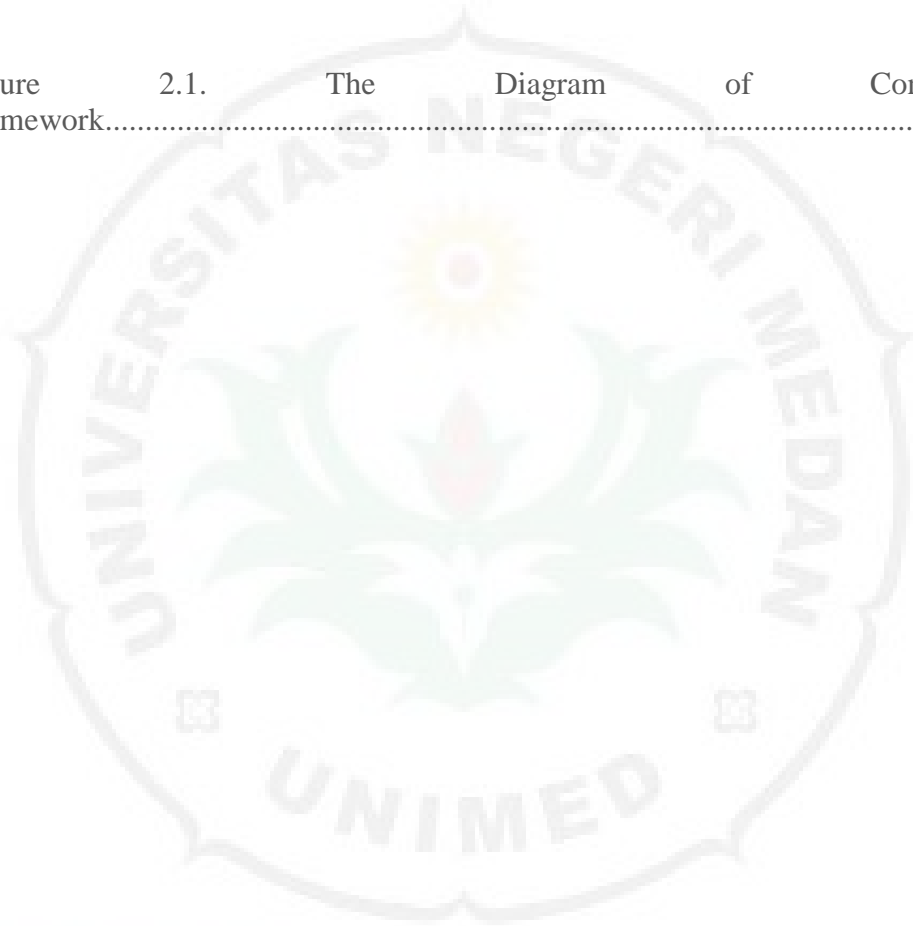 ure 2.1. The Diagram of Cor
mework.....................................................................................................
UNIVERSITAS NEGERI MEDAN
UNIMED